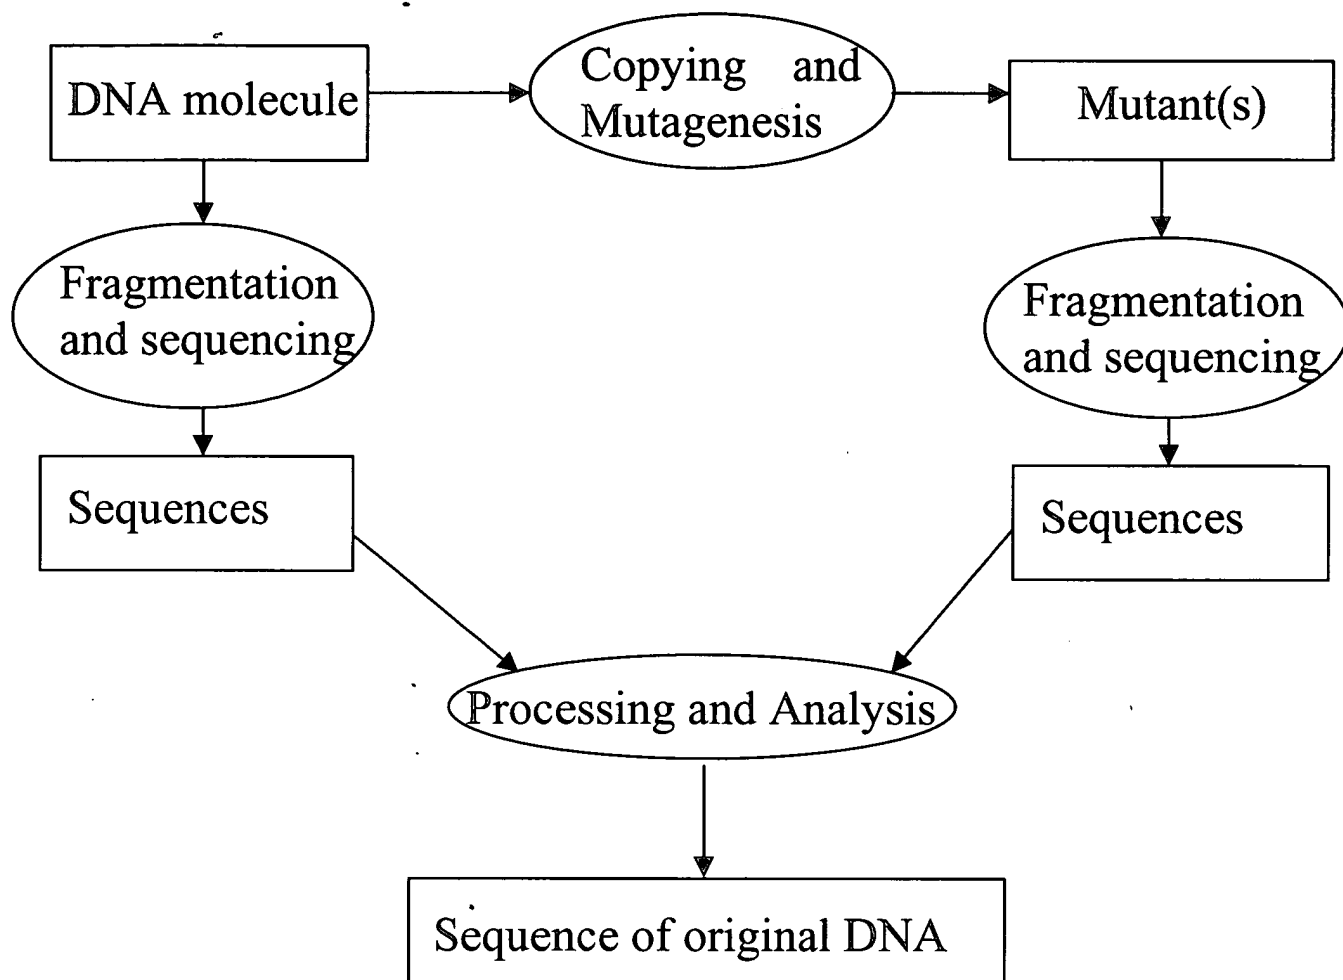 DNA molecule
Copying and
Mutagenesis
Mutant(s)
Fragmentation
and sequencing
Fragmentation
and sequencing
Sequences
Sequences
Processing and Analysis
Sequence of original DNA